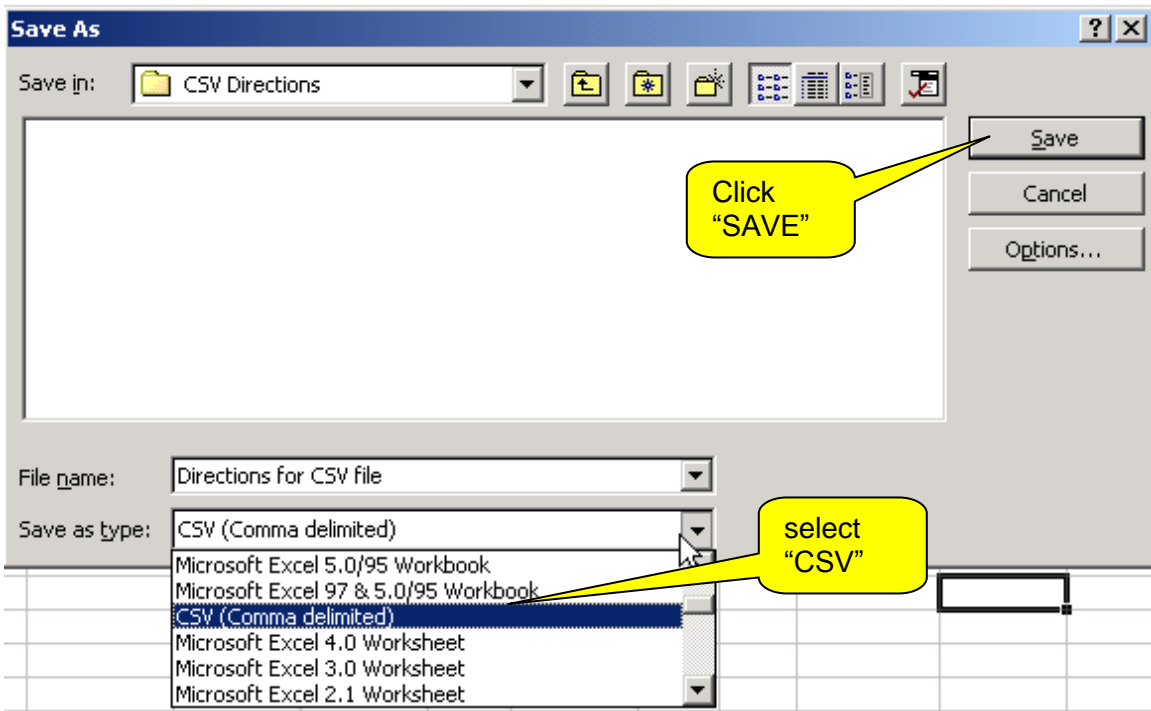 Save As
Save in: CSV Directions
Save
Click
“SAVE”
Cancel
Options...
File name: Directions for CSV file
Save as type: CSV (Comma delimited)
select
“CSV”
Microsoft Excel 5.0/95 Workbook
Microsoft Excel 97 & 5.0/95 Workbook
CSV (Comma delimited)
Microsoft Excel 4.0 Worksheet
Microsoft Excel 3.0 Worksheet
Microsoft Excel 2.1 Worksheet